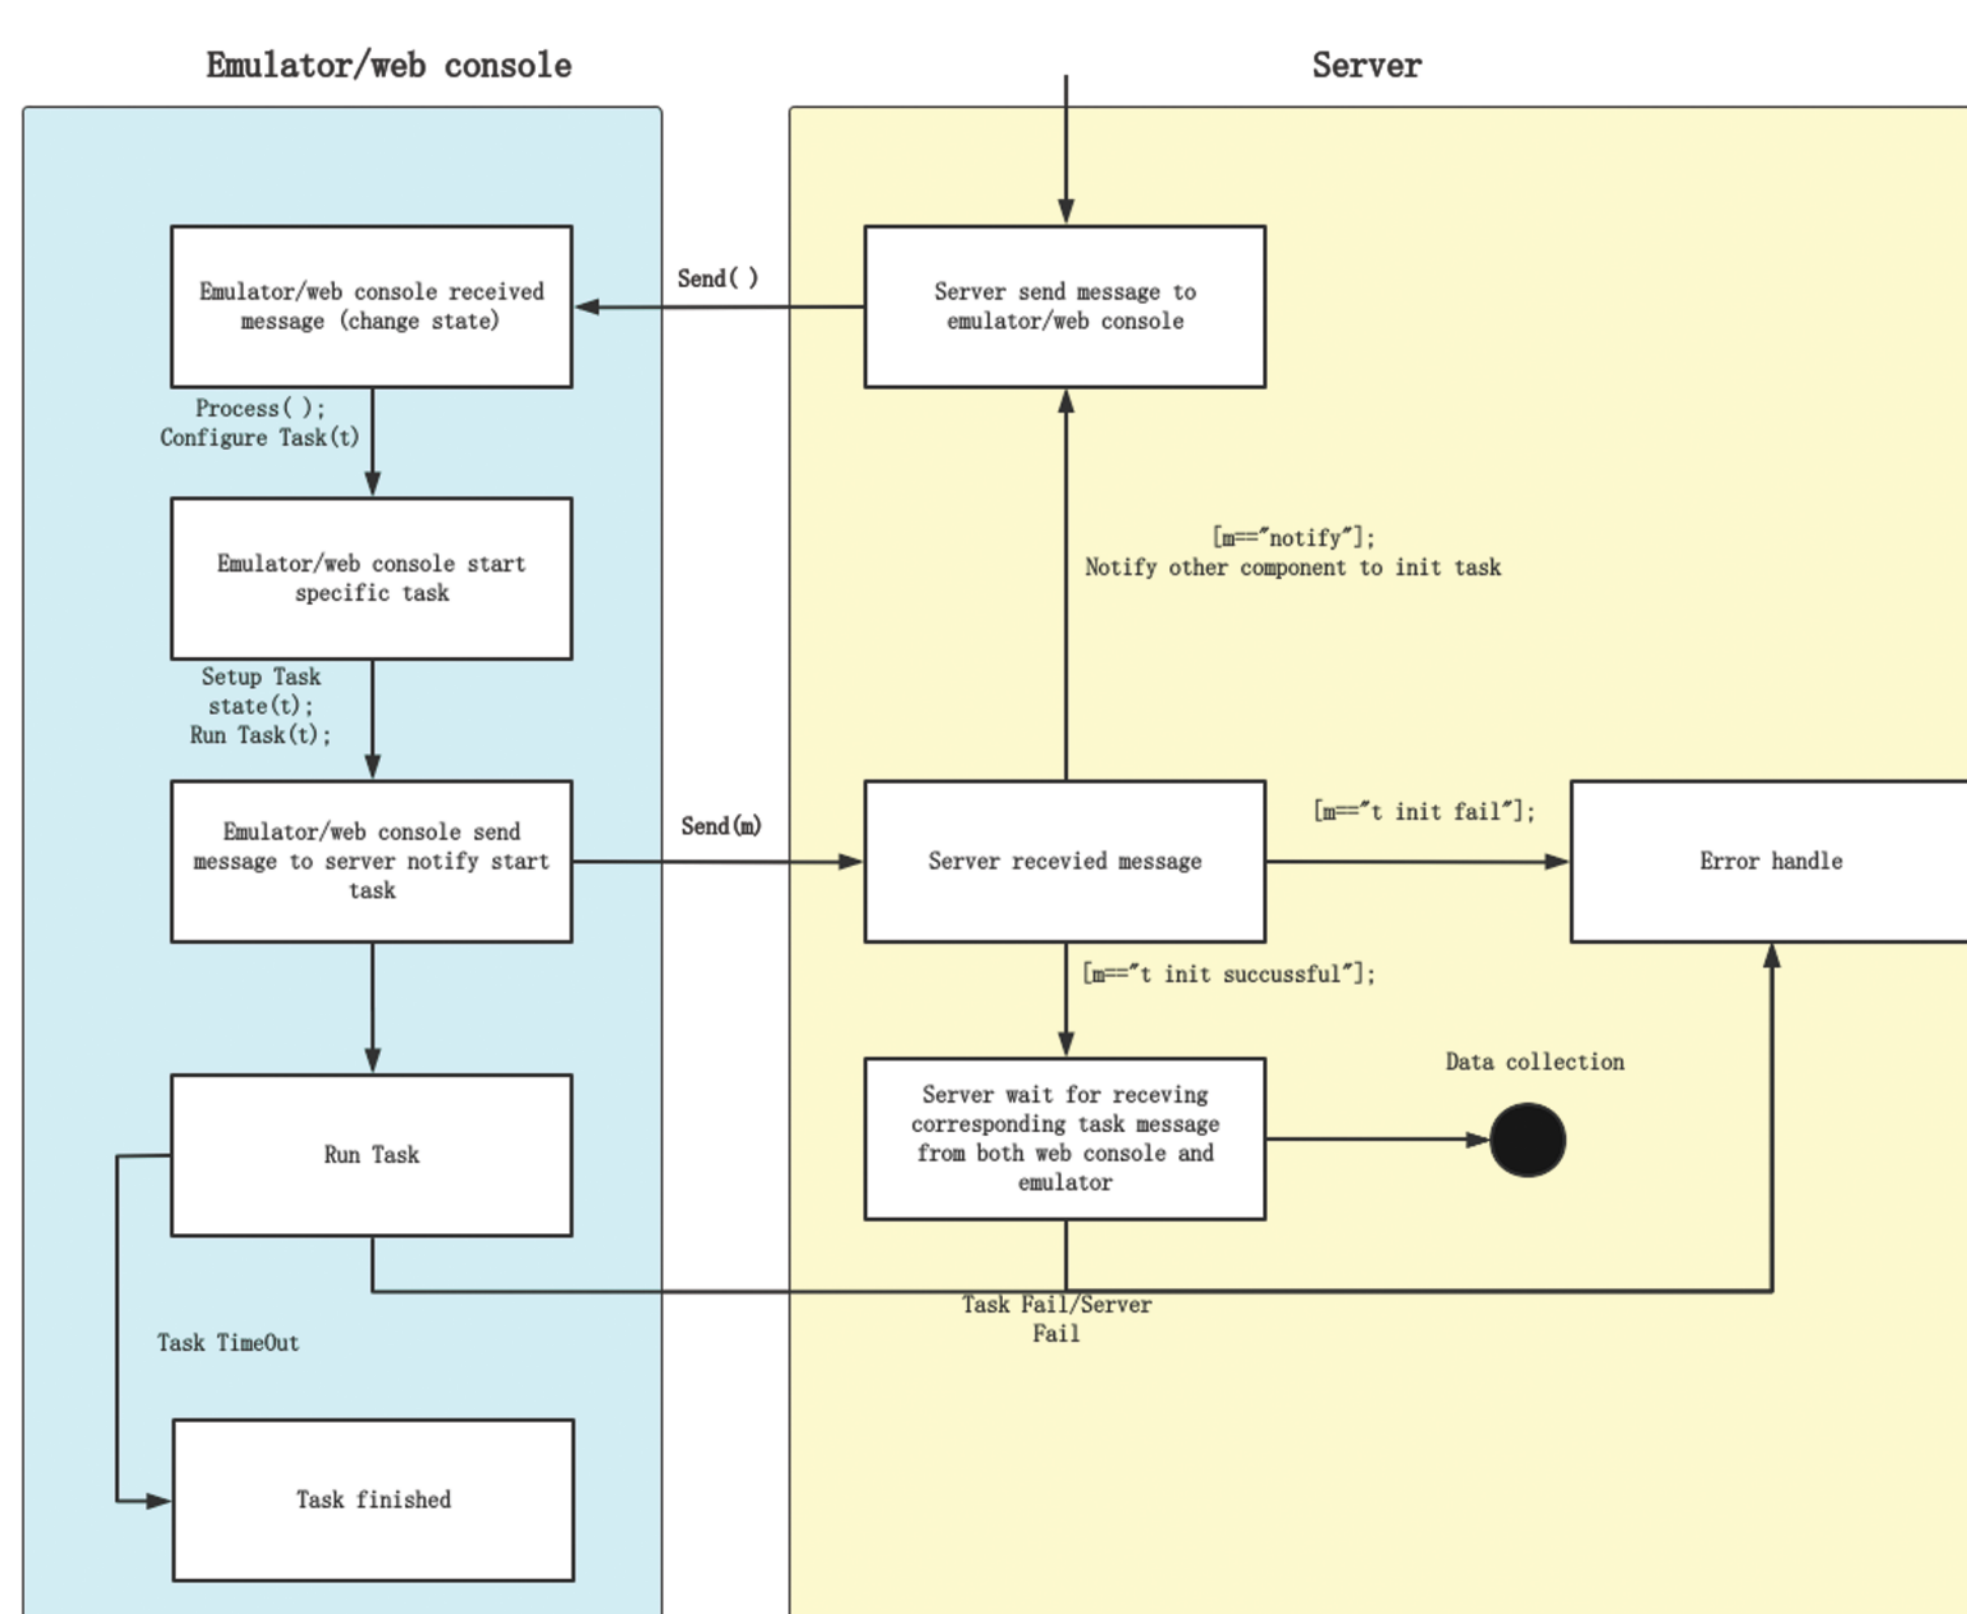 Emulator/web console
Server
Emulator/web console received
message (change state)
Send( )
Server send message to
emulator/web console
Process( );
Configure Task(t)
Emulator/web console start
specific task
[m=="notify"];
Notify other component to init task
Setup Task
state(t);
Run Task(t);
Emulator/web console send
message to server notify start
task
Send(m)
Server recevied message
[m=="t init fail"];
Error handle
[m=="t init succussful"];
Run Task
Server wait for receving
corresponding task message
from both web console and
emulator
Data collection
Task Fail/Server
Fail
Task TimeOut
Task finished